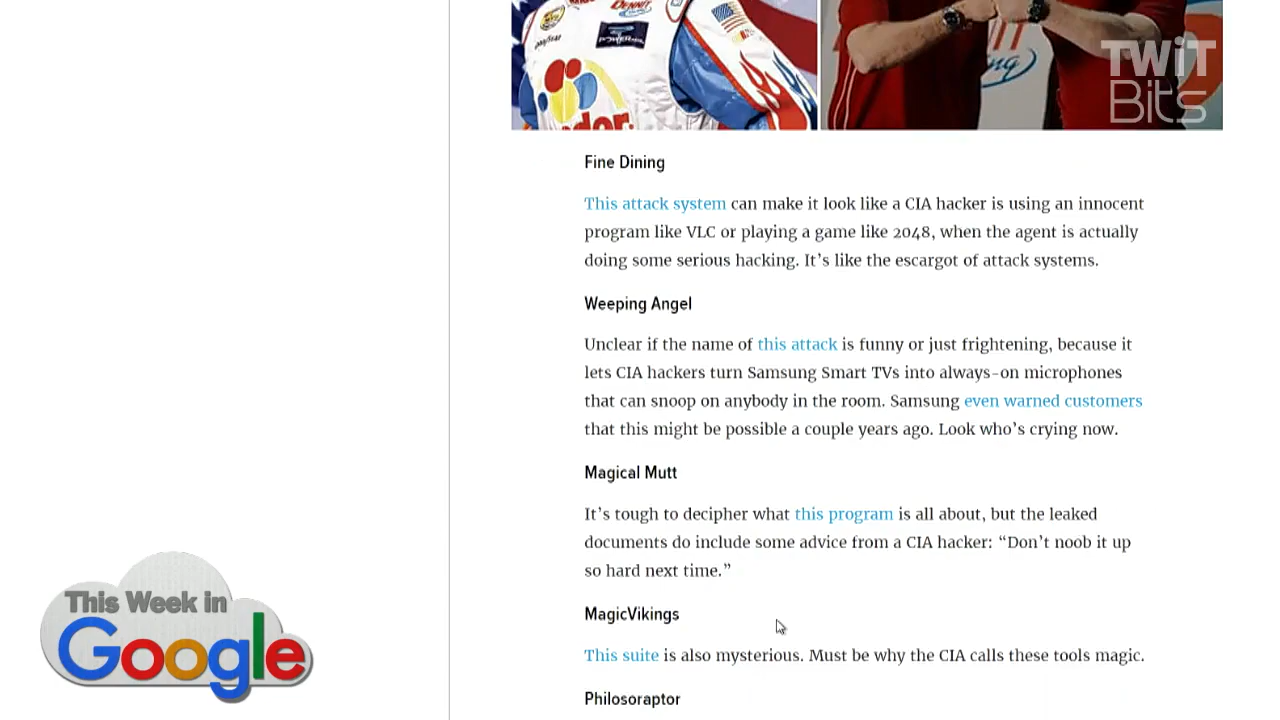 GOODYEAR
POWER
TWiT
Bits
Fine Dining
This attack system can make it look like a CIA hacker is using an innocent
program like VLC or playing a game like 2048, when the agent is actually
doing some serious hacking. It’s like the escargot of attack systems.
Weeping Angel
Unclear if the name of this attack is funny or just frightening, because it
lets CIA hackers turn Samsung Smart TVs into always-on microphones
that can snoop on anybody in the room. Samsung even warned customers
that this might be possible a couple years ago. Look who’s crying now.
Magical Mutt
It’s tough to decipher what this program is all about, but the leaked
documents do include some advice from a CIA hacker: “Don’t noob it up
so hard next time.”
MagicVikings
This suite is also mysterious. Must be why the CIA calls these tools magic.
Philosoraptor
This Week in
Google